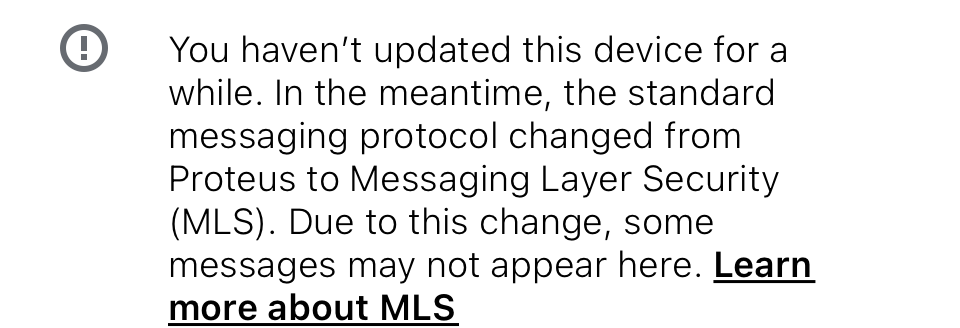 You haven’t updated this device for a
while. In the meantime, the standard
messaging protocol changed from
Proteus to Messaging Layer Security
(MLS). Due to this change, some
messages may not appear here. Learn
more about MLS